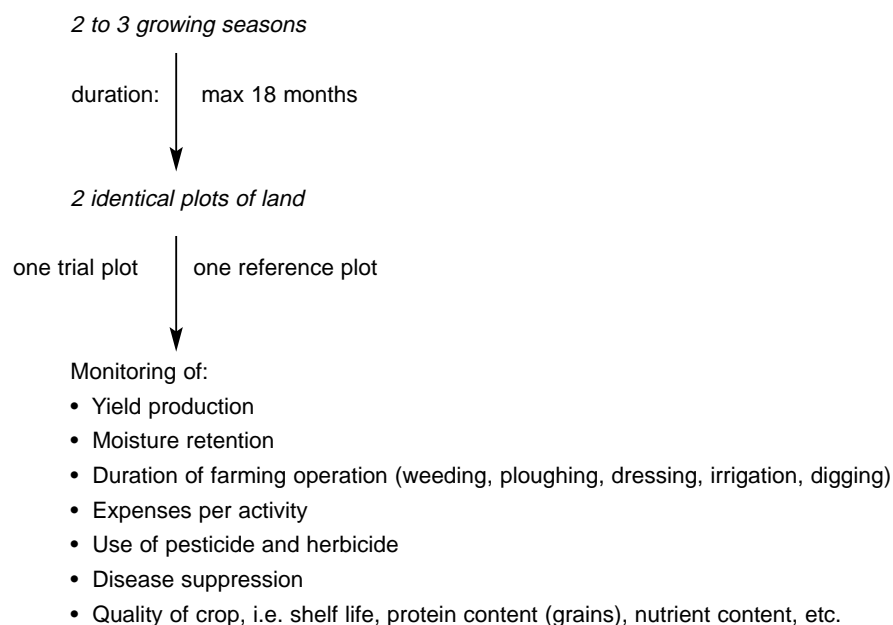 2 to 3 growing seasons
duration: max 18 months
2 identical plots of land
one trial plot one reference plot
Monitoring of:
• Yield production
• Moisture retention
• Duration of farming operation (weeding, ploughing, dressing, irrigation, digging)
• Expenses per activity
• Use of pesticide and herbicide
• Disease suppression
• Quality of crop, i.e. shelf life, protein content (grains), nutrient content, etc.